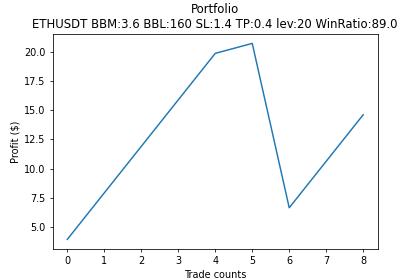 Portfolio
ETHUSDT BBM:3.6 BBL:160 SL:1.4 TP:0.4 lev:20 WinRatio:89.0
20.0
17.5
15.0
12.5
10.0
7.5
5.0
Profit ($)
0 1 2 3 4 5 6 7 8
Trade counts